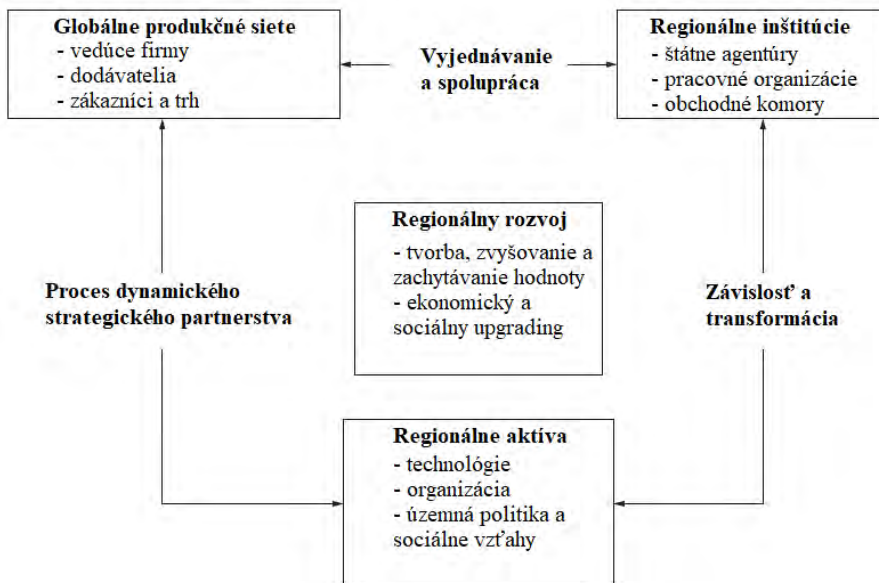 Globálne produkčné siete
- vedúce firmy
- dodávatelia
- zákazníci a trh
Vyjednávanie
a spolupráca
Regionálne inštitúcie
- štátne agentúry
- pracovné organizácie
- obchodné komory
Regionálny rozvoj
- tvorba, zvyšovanie a
zachytávanie hodnoty
- ekonomický a
sociálny upgrading
Proces dynamického
strategického partnerstva
Závislosť a
transformácia
Regionálne aktíva
- technológie
- organizácia
- územná politika a
sociálne vzťahy